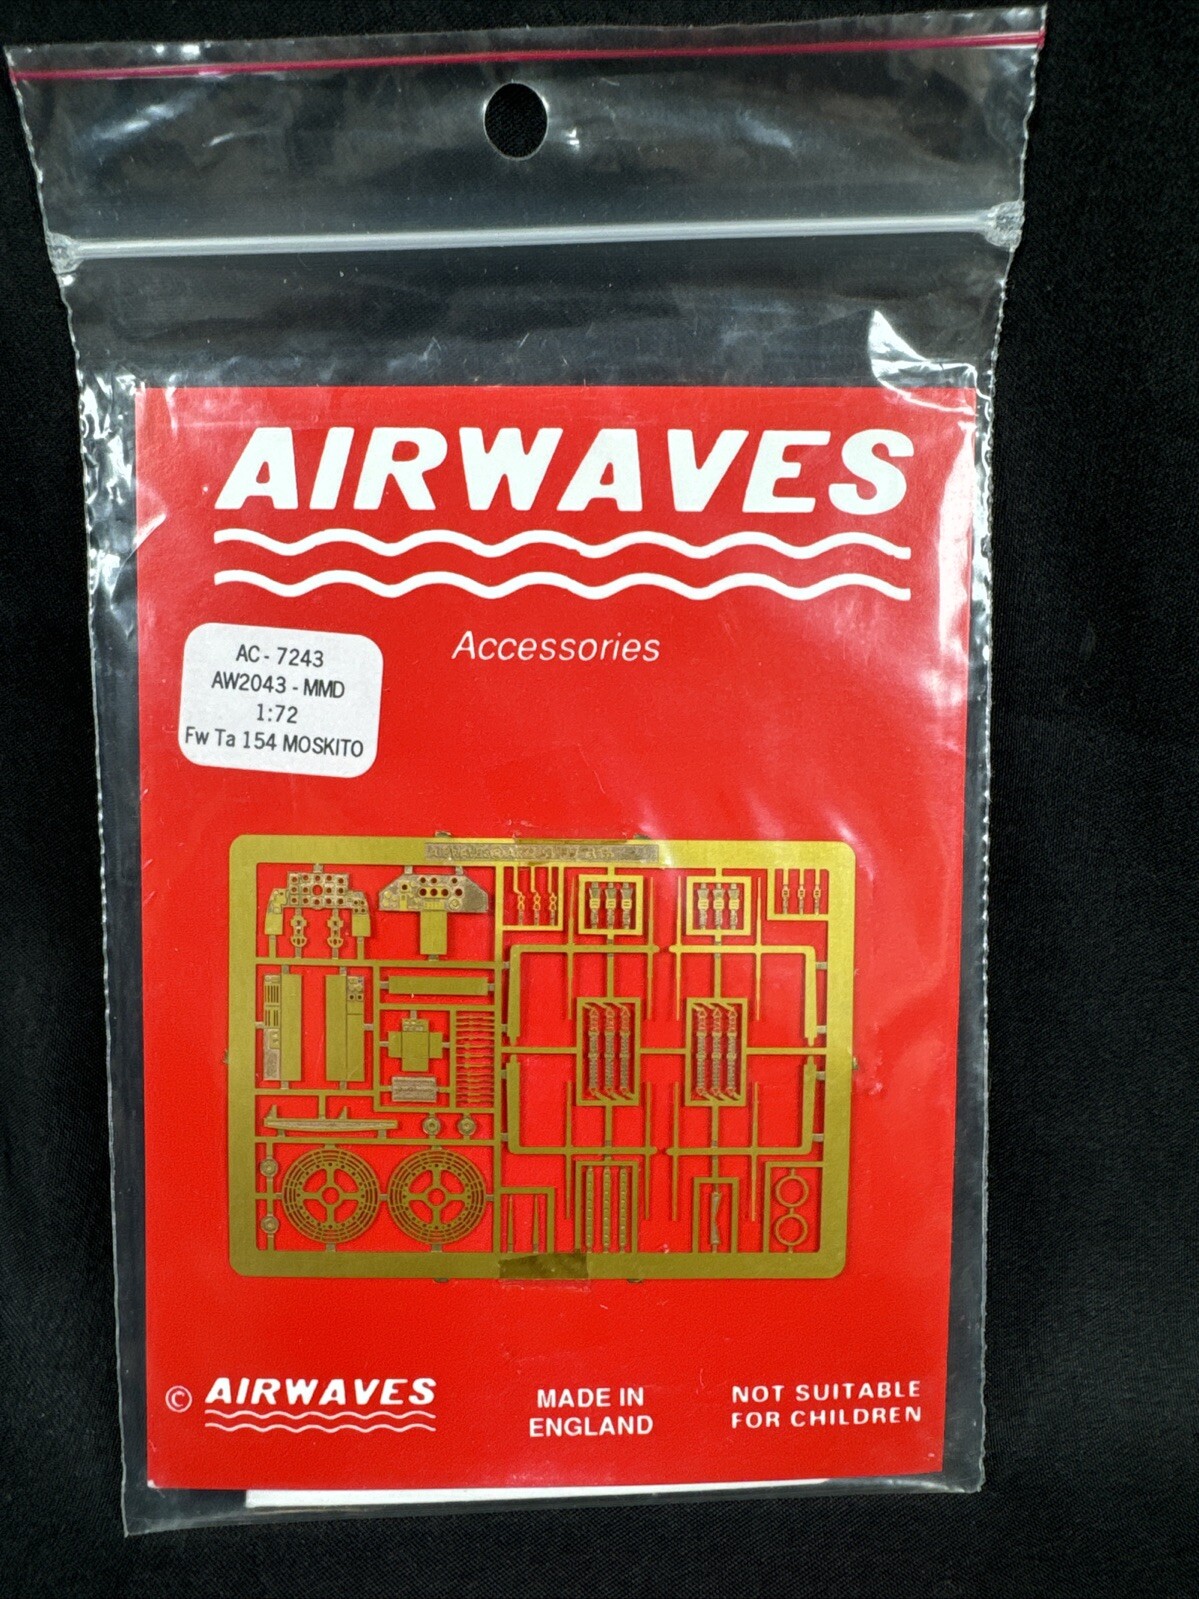 AIRWAVES
Accessories
AC - 7243
AW2043 - MMD
1:72
Fw Ta 154 MOSKITO
© AIRWAVES
MADE IN
ENGLAND
NOT SUITABLE
FOR CHILDREN